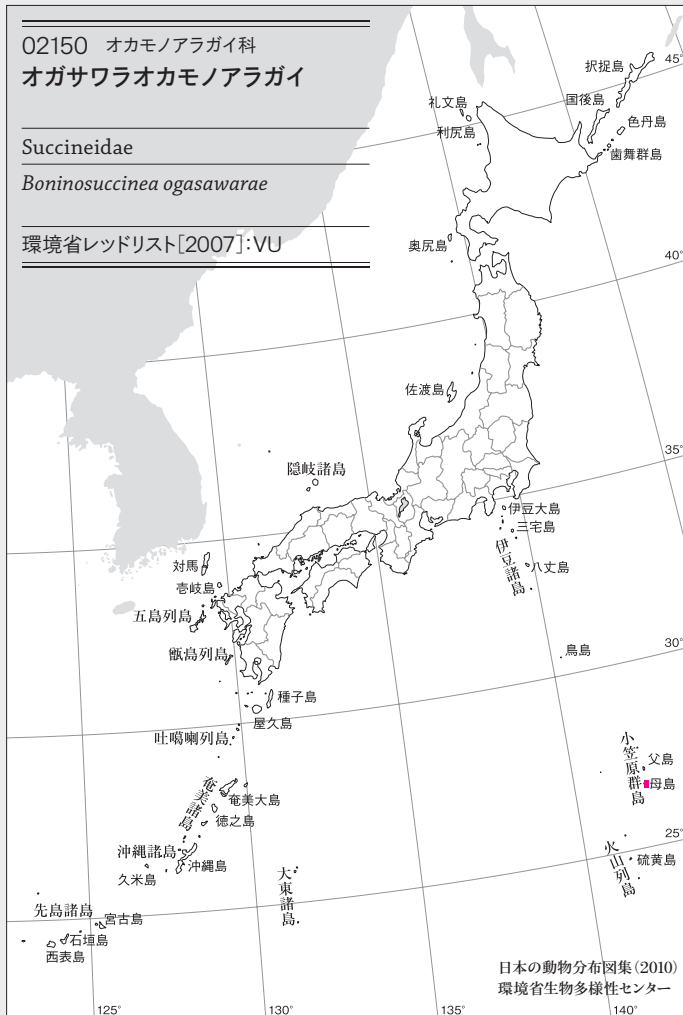 02150 オカモノアラガイ科
オガサワラオカモノアラガイ
Succineidae
Boninosuccinea ogasawarae
環境省レッドリスト[2007]:VU
択捉島
45°
国後島
礼文島
色丹島
利尻島
歯舞群島
奥尻島
40°
佐渡島
35°
隠岐諸島
伊豆大島
三宅島
伊豆諸島
八丈島
対馬
壱岐島
五島列島
甑島列島
鳥島
30°
種子島
屋久島
吐噶喇列島
小笠原群島
父島
母島
奄美諸島
奄美大島
徳之島
25°
沖縄諸島
沖縄島
久米島
火山列島
硫黄島
大東諸島
先島諸島
宮古島
石垣島
西表島
日本の動物分布図集(2010)
環境省生物多様性センター
125°
130°
135°
140°